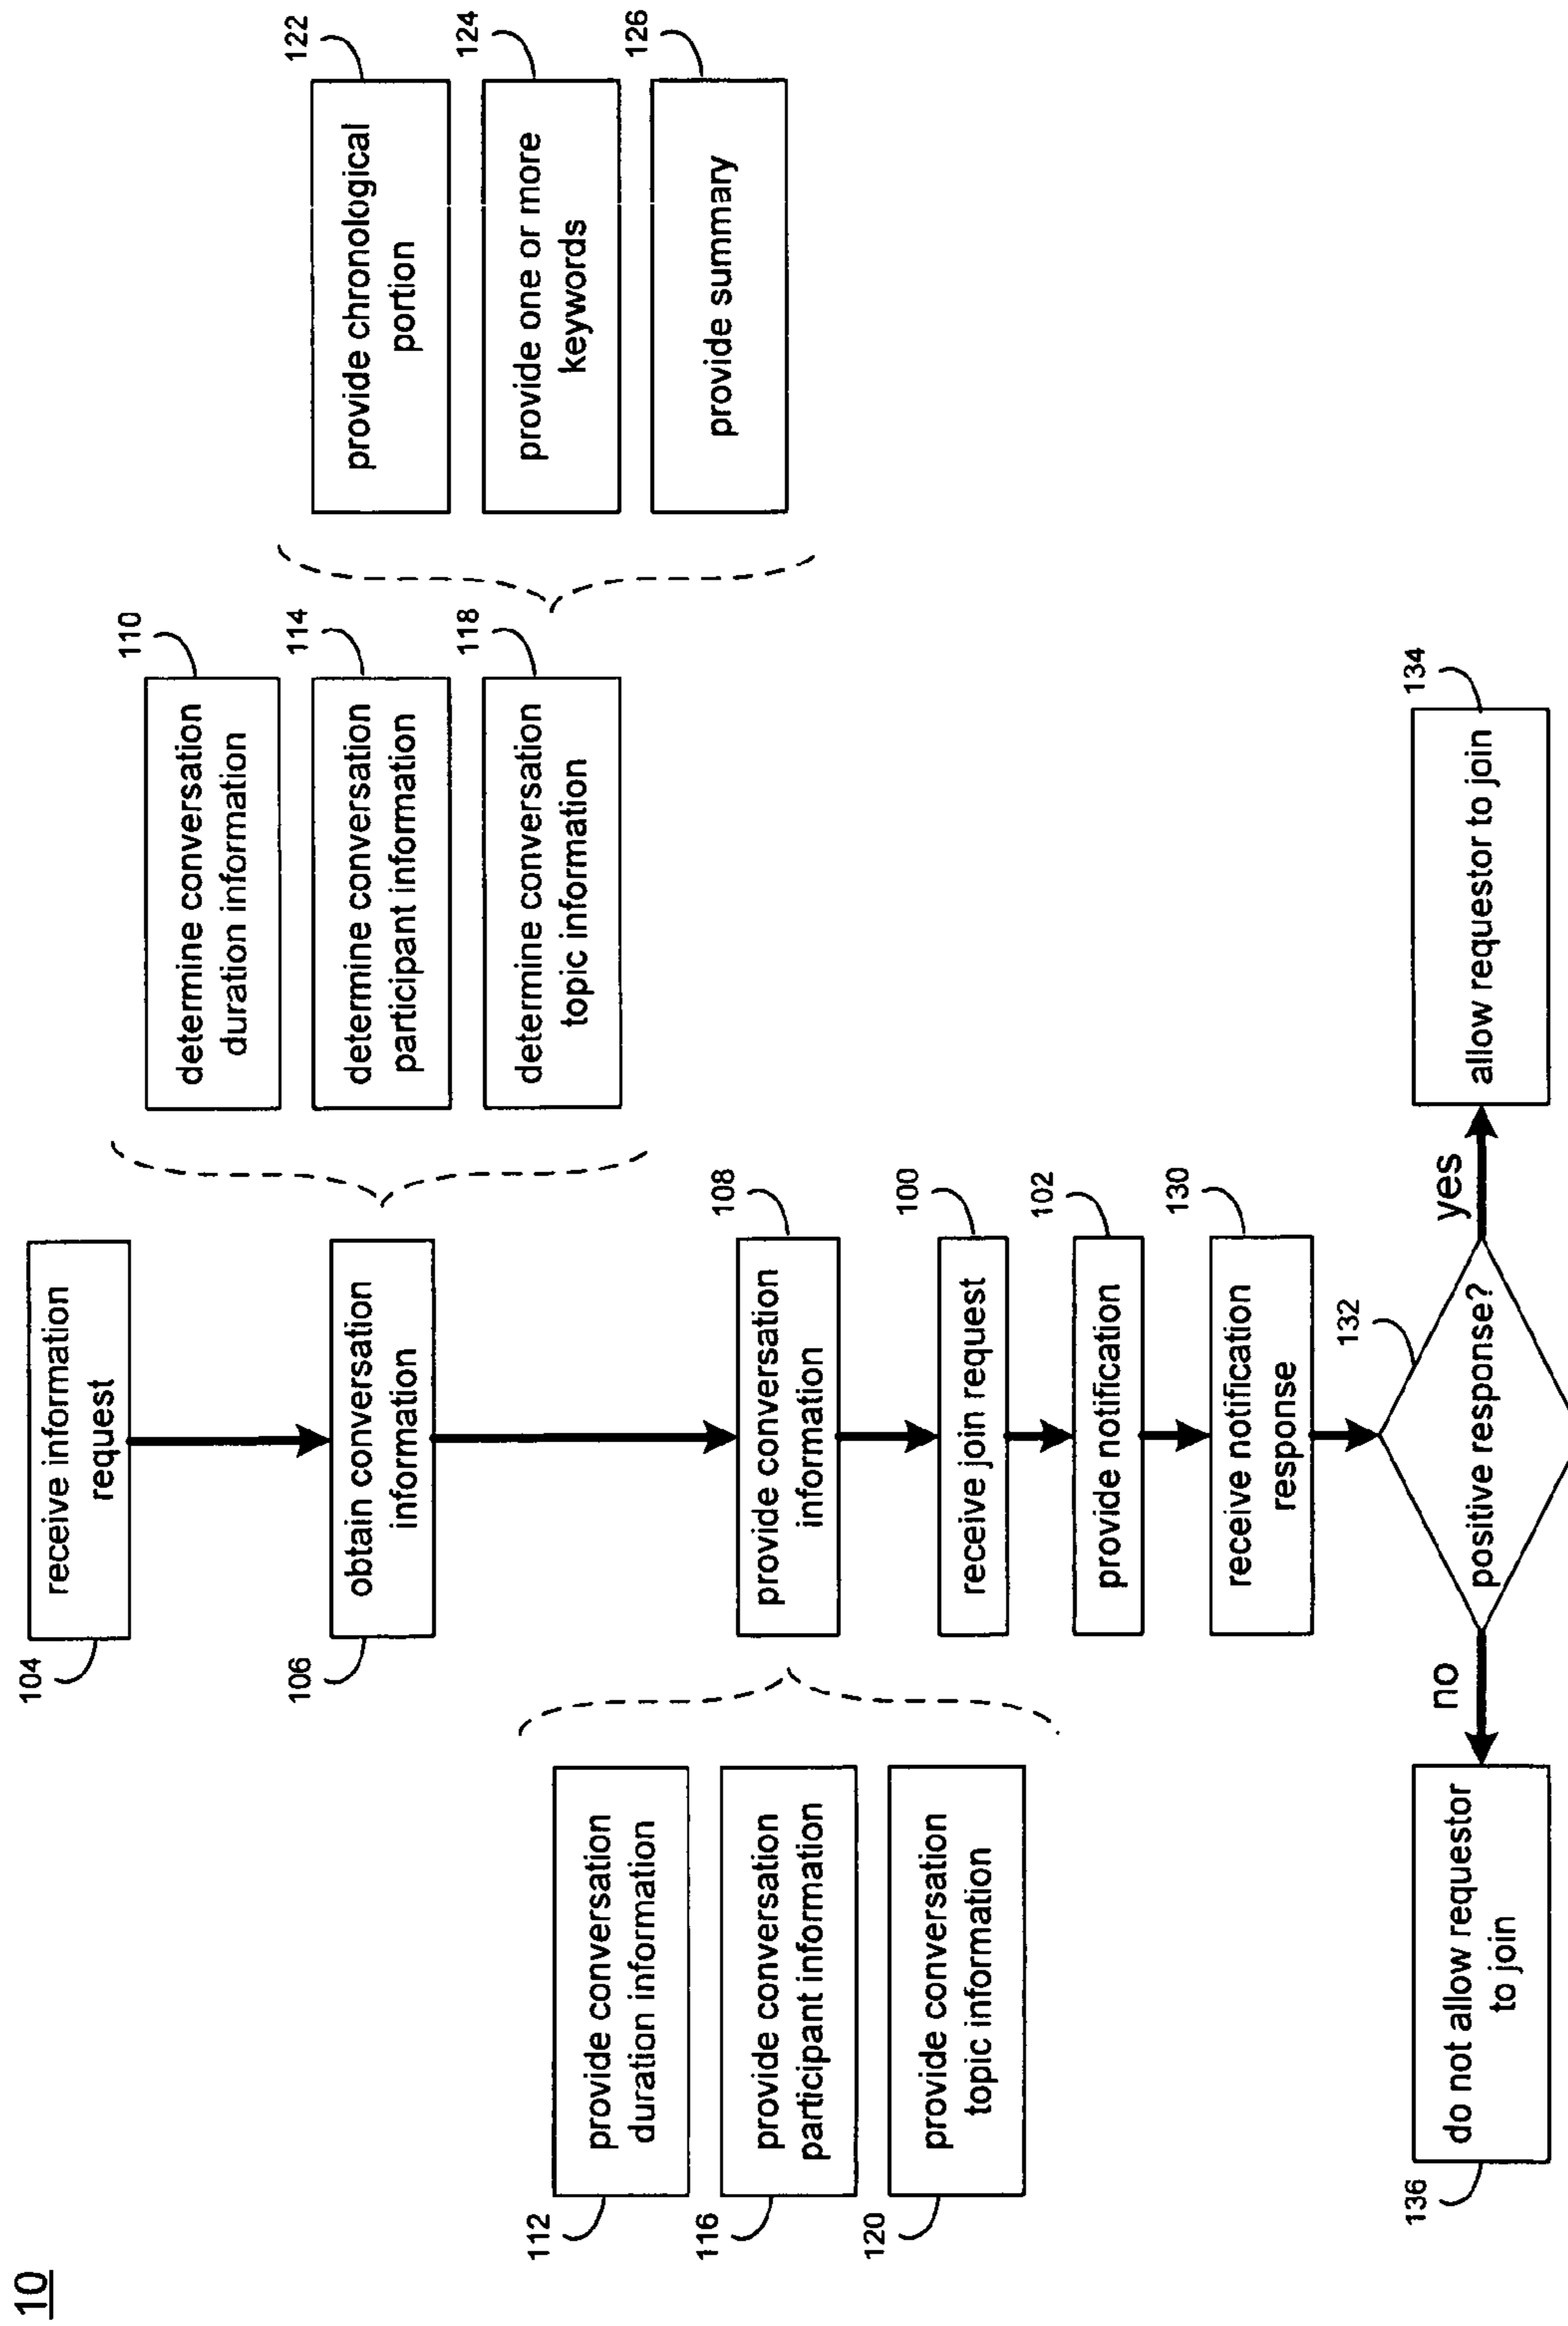 10
104
receive information
request
106
obtain conversation
information
110
determine conversation
duration information
114
determine conversation
participant information
118
determine conversation
topic information
122
provide chronological
portion
124
provide one or more
keywords
126
provide summary
108
provide conversation
information
112
provide conversation
duration information
116
provide conversation
participant information
120
provide conversation
topic information
100
receive join request
102
provide notification
130
receive notification
response
132
positive response?
yes
134
allow requestor to join
no
136
do not allow requestor
to join